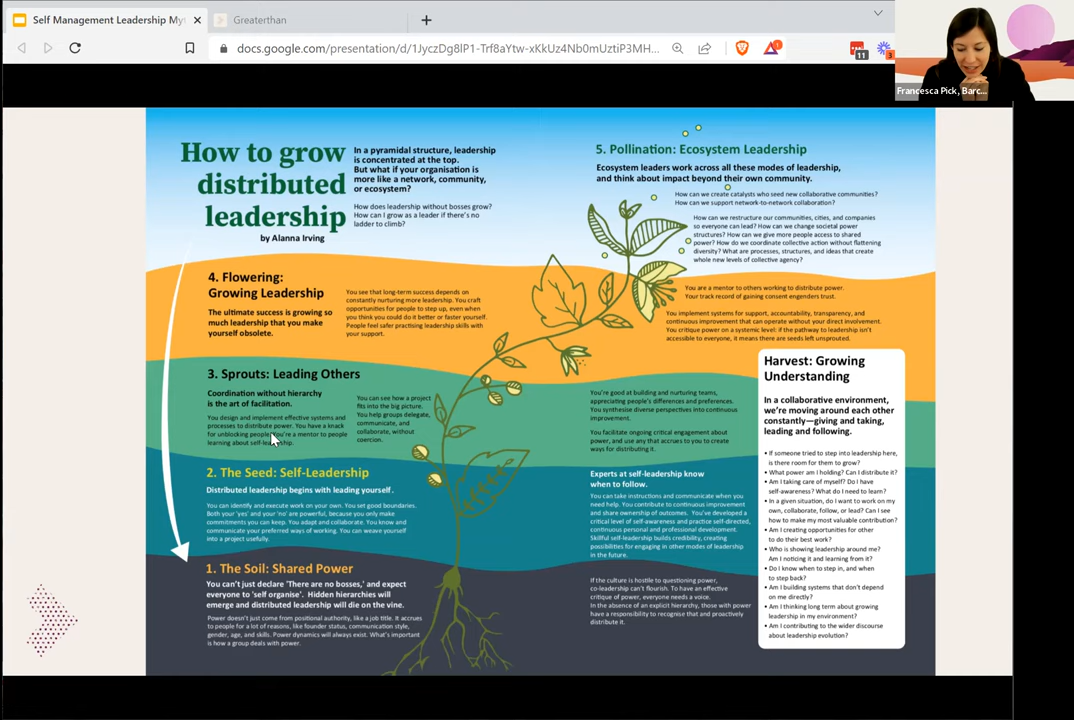 Self Management Leadership My
Greaterthan
docs.google.com/presentation/d/1JyczDg8lP1-Trf8aYtw-xKkUz4Nb0mUztiP3MH...
11
3
Francesca Pick, Barc...
How to grow
distributed
leadership
by Alanna Irving
In a pyramidal structure, leadership
is concentrated at the top.
But what if your organisation is
more like a network, community,
or ecosystem?
How does leadership without bosses grow?
How can I grow as a leader if there's no
ladder to climb?
5. Pollination: Ecosystem Leadership
Ecosystem leaders work across all these modes of leadership,
and think about impact beyond their own community.
How can we create catalysts who seed new collaborative communities?
How can we support network-to-network collaboration?
How can we restructure our communities, cities, and companies
so everyone can lead? How can we change societal power
structures? How can we give more people access to shared
power? How do we coordinate collective action without flattening
diversity? What are processes, structures, and ideas that create
whole new levels of collective agency?
4. Flowering:
Growing Leadership
The ultimate success is growing so
much leadership that you make
yourself obsolete.
You see that long-term success depends on
constantly nurturing more leadership. You craft
opportunities for people to step up, even when
you think you could do it better or faster yourself.
People feel safer practising leadership skills with
your support.
You are a mentor to others working to distribute power.
Your track record of gaining consent engenders trust.
You implement systems for support, accountability, transparency, and
continuous improvement that can operate without your direct involvement.
You critique power on a systemic level: if the pathway to leadership isn't
accessible to everyone, it means there are seeds left unsprouted.
3. Sprouts: Leading Others
Coordination without hierarchy
is the art of facilitation.
You design and implement effective systems and
processes to distribute power. You have a knack
for unblocking people. You're a mentor to people
learning about self-leadership.
You can see how a project
fits into the big picture.
You help groups delegate,
communicate, and
collaborate, without
coercion.
You're good at building and nurturing teams,
appreciating people's differences and preferences.
You synthesise diverse perspectives into continuous
improvement.
You facilitate ongoing critical engagement about
power, and use any that accrues to you to create
ways for distributing it.
2. The Seed: Self-Leadership
Distributed leadership begins with leading yourself.
You can identify and execute work on your own. You set good boundaries.
Both your 'yes' and your 'no' are powerful, because you only make
commitments you can keep. You adapt and collaborate. You know and
communicate your preferred ways of working. You can weave yourself
into a project usefully.
Experts at self-leadership know
when to follow.
You can take instructions and communicate when you
need help. You contribute to continuous improvement
and share ownership of outcomes. You've developed a
critical level of self-awareness and practice self-directed,
continuous personal and professional development.
Skillful self-leadership builds credibility, creating
possibilities for engaging in other modes of leadership
in the future.
1. The Soil: Shared Power
You can't just declare 'There are no bosses,' and expect
everyone to 'self organise'. Hidden hierarchies will
emerge and distributed leadership will die on the vine.
Power doesn't just come from positional authority, like a job title. It accrues
to people for a lot of reasons, like founder status, communication style,
gender, age, and skills. Power dynamics will always exist. What's important
is how a group deals with power.
If the culture is hostile to questioning power,
co-leadership can't flourish. To have an effective
critique of power, everyone needs a voice.
In the absence of an explicit hierarchy, those with power
have a responsibility to recognise that and proactively
distribute it.
Harvest: Growing
Understanding
In a collaborative environment,
we're moving around each other
constantly—giving and taking,
leading and following.
• If someone tried to step into leadership here,
is there room for them to grow?
• What power am I holding? Can I distribute it?
• Am I taking care of myself? Do I have
self-awareness? What do I need to learn?
• In a given situation, do I want to work on my
own, collaborate, follow, or lead? Can I see
how to make my most valuable contribution?
• Am I creating opportunities for other
to do their best work?
• Who is showing leadership around me?
Am I noticing it and learning from it?
• Do I know when to step in, and when
to step back?
• Am I building systems that don't depend
on me directly?
• Am I thinking long term about growing
leadership in my environment?
• Am I contributing to the wider discourse
about leadership evolution?